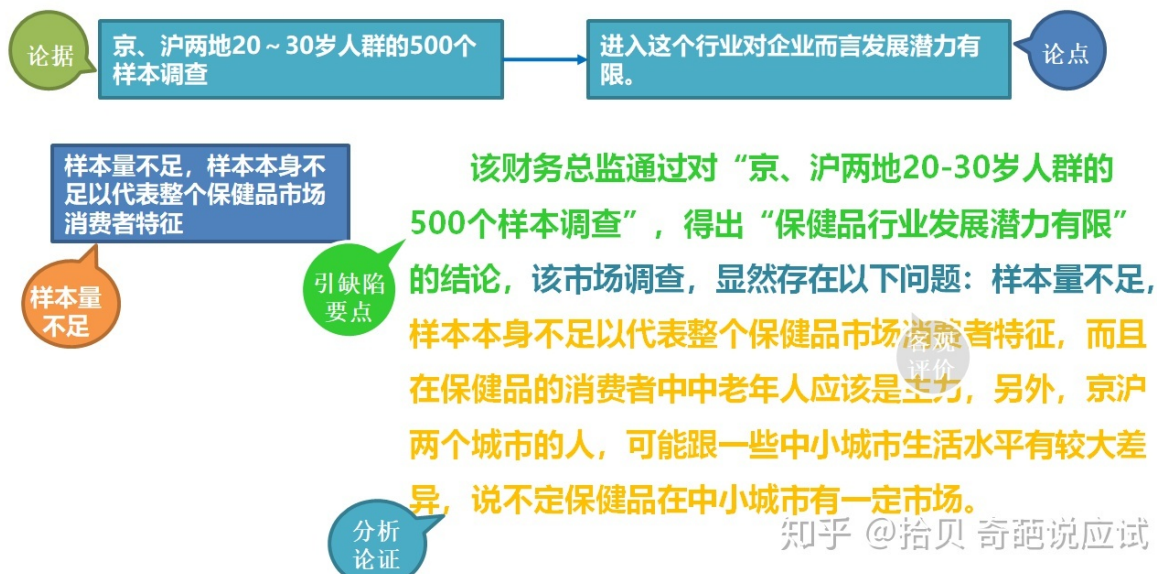 论据
京、沪两地20～30岁人群的500个
样本调查
进入这个行业对企业而言发展潜力有
限。
论点
样本量不足，样本本身不
足以代表整个保健品市场
消费者特征
样本量
不足
引缺陷
要点
该财务总监通过对“京、沪两地20-30岁人群的
500个样本调查”，得出“保健品行业发展潜力有限”
的结论，该市场调查，显然存在以下问题：样本量不足，
样本本身不足以代表整个保健品市场消费者特征，而且
在保健品的消费者中中老年人应该是主力，另外，京沪
两个城市的人，可能跟一些中小城市生活水平有较大差
异，说不定保健品在中小城市有一定市场。
客观
评价
分析
论证
知乎 @拾贝 奇葩说应试